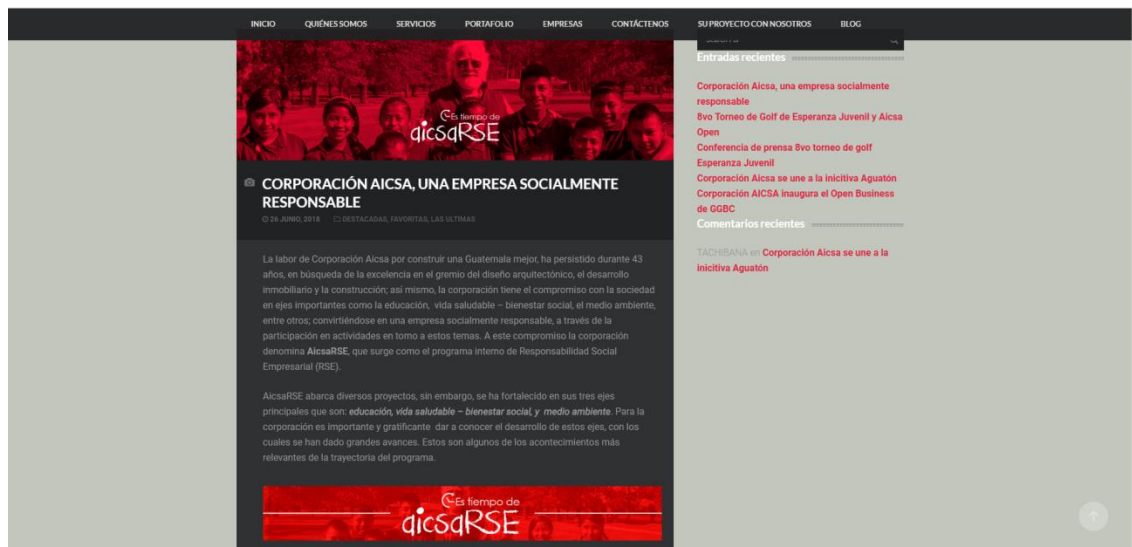 INICIO QUIÉNES SOMOS SERVICIOS PORTAFOLIO EMPRESAS CONTÁCTENOS SU PROYECTO CON NOSOTROS BLOG
Es tiempo de
aicsaRSE
CORPORACIÓN AICSA, UNA EMPRESA SOCIALMENTE
RESPONSABLE
26 JUNIO, 2018 DESTACADAS, FAVORITAS, LAS ULTIMAS
La labor de Corporación Aicsa por construir una Guatemala mejor, ha persistido durante 43
años, en búsqueda de la excelencia en el gremio del diseño arquitectónico, el desarrollo
inmobiliario y la construcción; así mismo, la corporación tiene el compromiso con la sociedad
en ejes importantes como la educación, vida saludable – bienestar social, el medio ambiente,
entre otros; convirtiéndose en una empresa socialmente responsable, a través de la
participación en actividades en torno a estos temas. A este compromiso la corporación
denomina AicsaRSE, que surge como el programa interno de Responsabilidad Social
Empresarial (RSE).
AicsaRSE abarca diversos proyectos, sin embargo, se ha fortalecido en sus tres ejes
principales que son: educación, vida saludable – bienestar social, y medio ambiente. Para la
corporación es importante y gratificante dar a conocer el desarrollo de estos ejes, con los
cuales se han dado grandes avances. Estos son algunos de los acontecimientos más
relevantes de la trayectoria del programa.
Es tiempo de
aicsaRSE
Entradas recientes
Corporación Aicsa, una empresa socialmente
responsable
8vo Torneo de Golf de Esperanza Juvenil y Aicsa
Open
Conferencia de prensa 8vo torneo de golf
Esperanza Juvenil
Corporación Aicsa se une a la inicitiva Aguatón
Corporación AICSA inaugura el Open Business
de GGBC
Comentarios recientes
TACHIBANA en Corporación Aicsa se une a la
inicitiva Aguatón